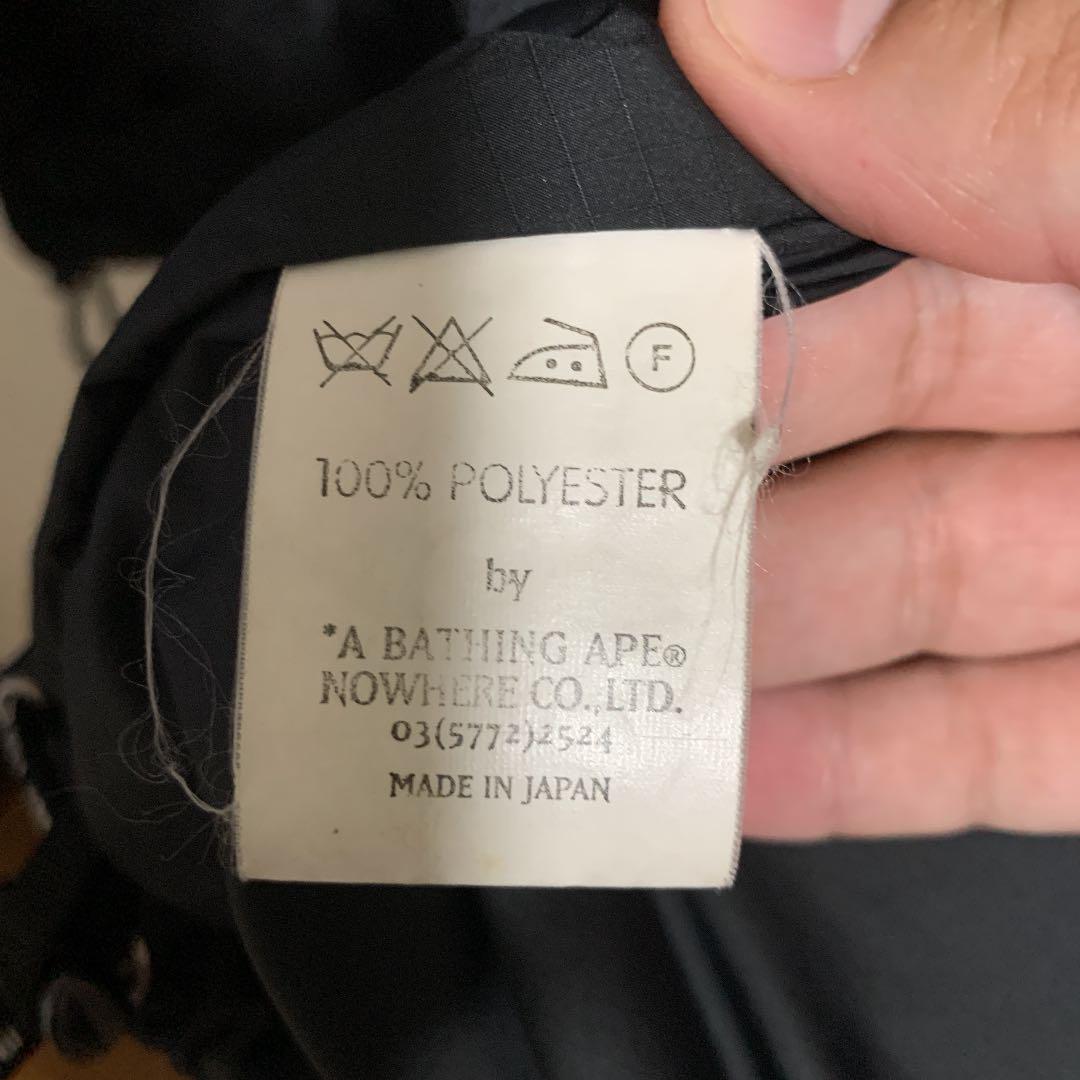 F
100% POLYESTER
by
*A BATHING APE®
NOWHERE CO.,LTD.
03(5772)2524
MADE IN JAPAN